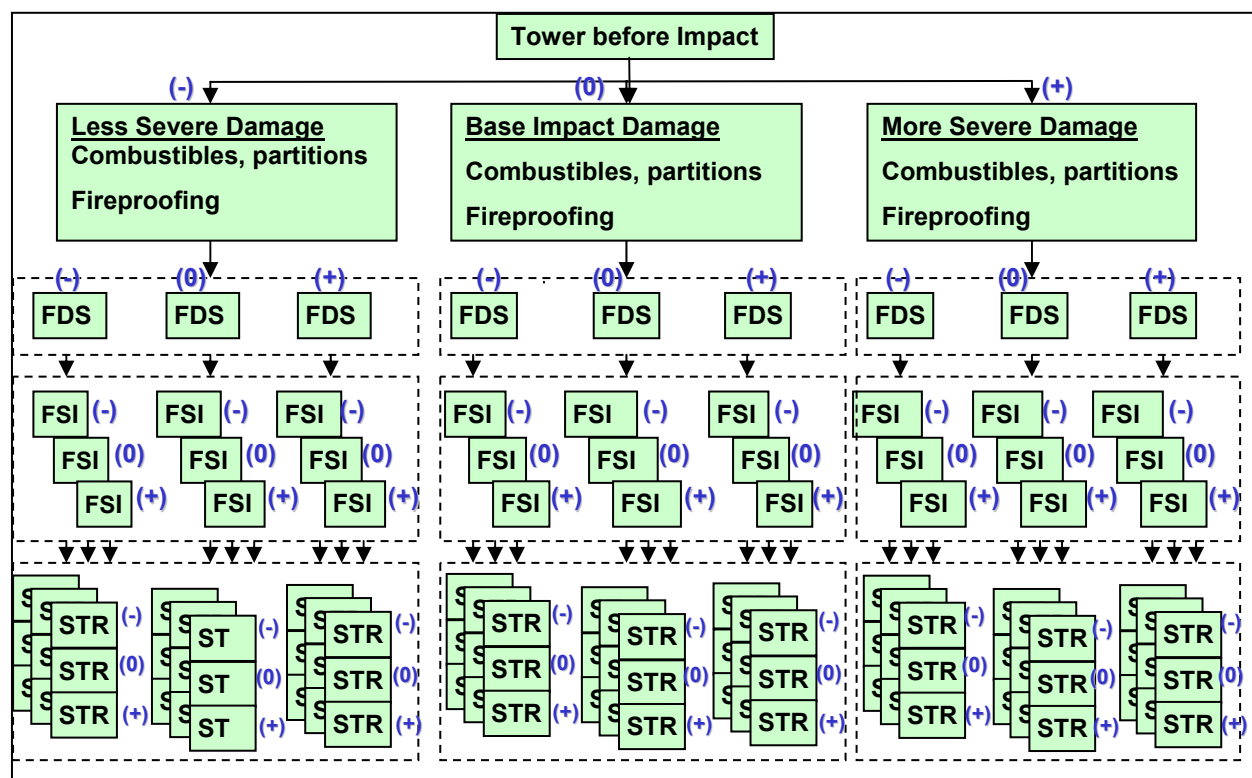 Tower before Impact
(-) (0) (+)
Less Severe Damage
Combustibles, partitions
Fireproofing
Base Impact Damage
Combustibles, partitions
Fireproofing
More Severe Damage
Combustibles, partitions
Fireproofing
(-) (0) (+) (-) (0) (+) (-) (0) (+)
FDS FDS FDS FDS FDS FDS FDS FDS FDS
FSI (-) FSI (-) FSI (-) FSI (-) FSI (-) FSI (-) FSI (-) FSI (-) FSI (-)
FSI (0) FSI (0) FSI (0) FSI (0) FSI (0) FSI (0) FSI (0) FSI (0) FSI (0)
FSI (+) FSI (+) FSI (+) FSI (+) FSI (+) FSI (+) FSI (+) FSI (+) FSI (+)
STR (-) ST (-) STR (-) STR (-) STR (-) STR (-) STR (-) STR (-) STR (-)
STR (0) ST (0) STR (0) STR (0) STR (0) STR (0) STR (0) STR (0) STR (0)
STR (+) ST (+) STR (+) STR (+) STR (+) STR (+) STR (+) STR (+) STR (+)